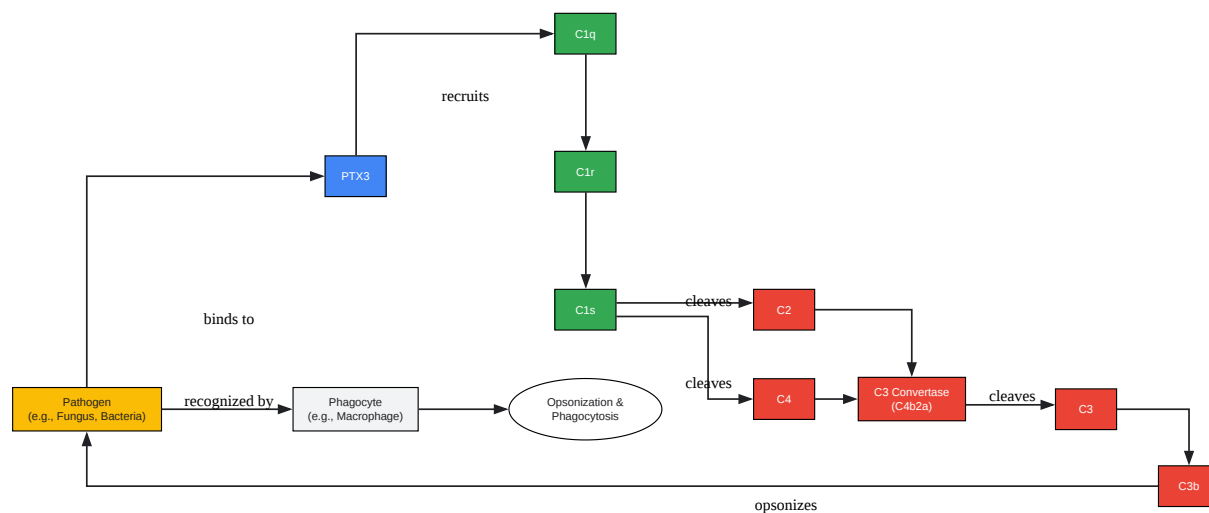 C1q
recruits
PTX3
C1r
C1s
cleaves
C2
binds to
cleaves
Pathogen
(e.g., Fungus, Bacteria)
recognized by
Phagocyte
(e.g., Macrophage)
Opsonization &
Phagocytosis
C4
C3 Convertase
(C4b2a)
cleaves
C3
C3b
opsonizes